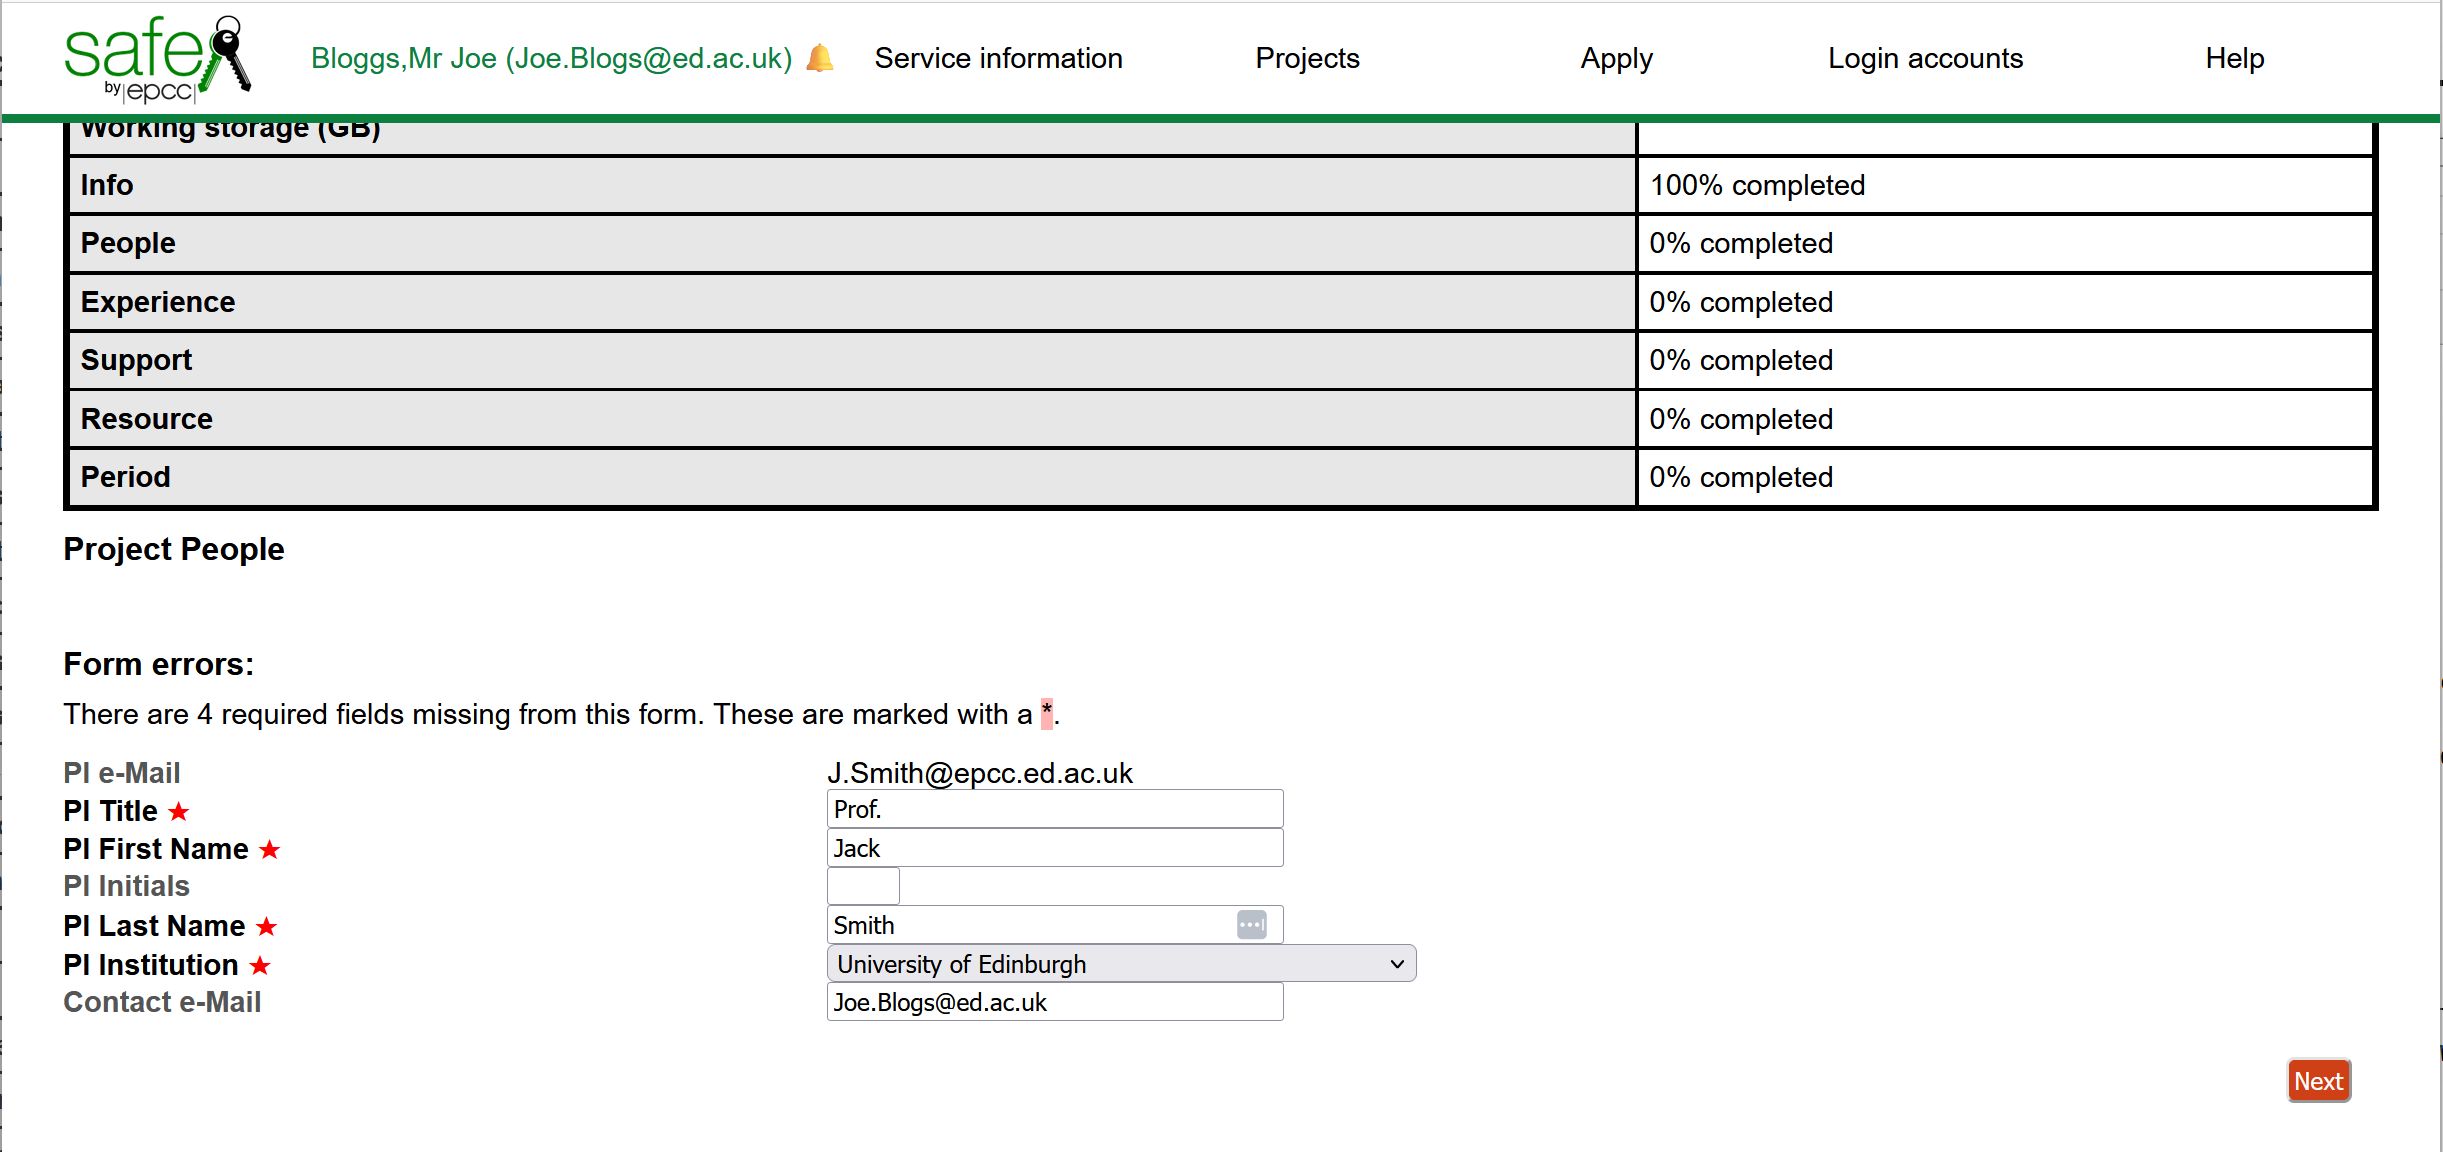 safe
by |epcc|
Bloggs,Mr Joe (Joe.Blogs@ed.ac.uk) Service information Projects Apply Login accounts Help
Working storage (GB)
Info 100% completed
People 0% completed
Experience 0% completed
Support 0% completed
Resource 0% completed
Period 0% completed
Project People
Form errors:
There are 4 required fields missing from this form. These are marked with a *.
PI e-Mail J.Smith@epcc.ed.ac.uk
PI Title ★ Prof.
PI First Name ★ Jack
PI Initials
PI Last Name ★ Smith
PI Institution ★ University of Edinburgh
Contact e-Mail Joe.Blogs@ed.ac.uk
Next